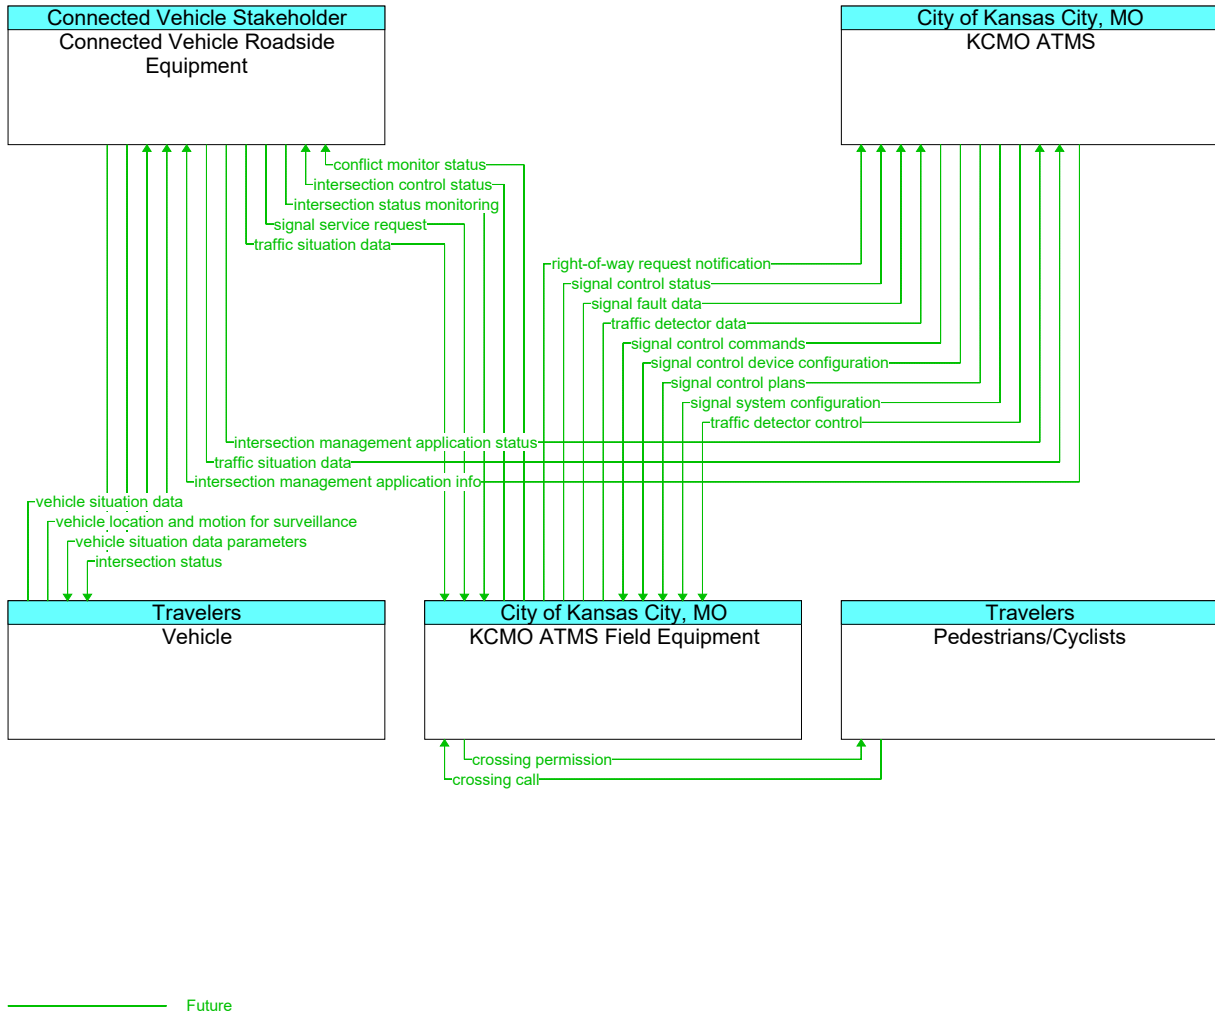 Connected Vehicle Stakeholder
Connected Vehicle Roadside
Equipment
City of Kansas City, MO
KCMO ATMS
conflict monitor status
intersection control status
intersection status monitoring
signal service request
traffic situation data
right-of-way request notification
signal control status
signal fault data
traffic detector data
signal control commands
signal control device configuration
signal control plans
signal system configuration
traffic detector control
intersection management application status
traffic situation data
intersection management application info
vehicle situation data
vehicle location and motion for surveillance
vehicle situation data parameters
intersection status
Travelers
Vehicle
City of Kansas City, MO
KCMO ATMS Field Equipment
Travelers
Pedestrians/Cyclists
crossing permission
crossing call
Future